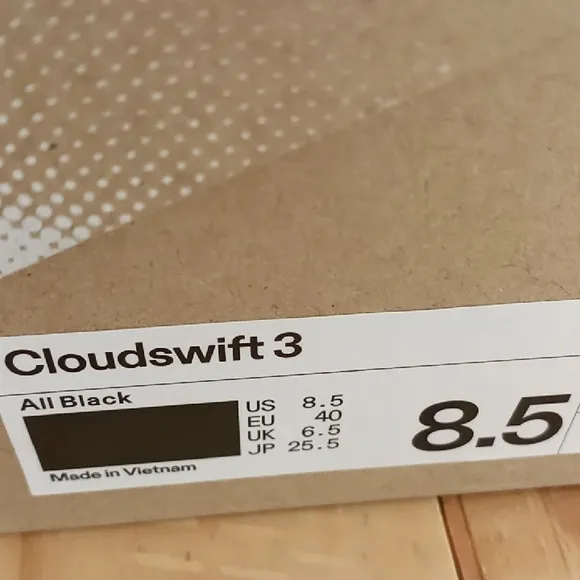 Cloudswift 3
All Black
US 8.5
EU 40
UK 6.5
JP 25.5
8.5
Made in Vietnam